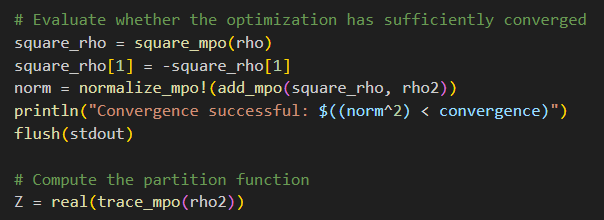 # Evaluate whether the optimization has sufficiently converged
square_rho = square_mpo(rho)
square_rho[1] = -square_rho[1]
norm = normalize_mpo!(add_mpo(square_rho, rho2))
println("Convergence successful: $((norm^2) < convergence)")
flush(stdout)

# Compute the partition function
Z = real(trace_mpo(rho2))